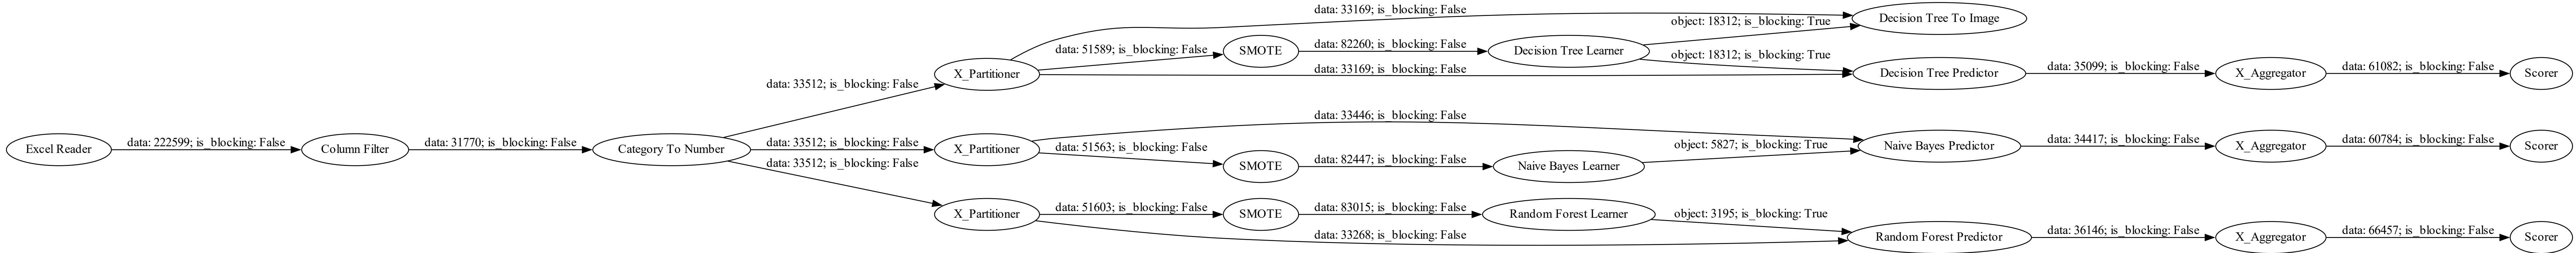 data: 33169; is_blocking: False
Decision Tree To Image
object: 18312; is_blocking: True
data: 51589; is_blocking: False
SMOTE
data: 82260; is_blocking: False
Decision Tree Learner
object: 18312; is_blocking: True
data: 33512; is_blocking: False
X_Partitioner
data: 33169; is_blocking: False
Decision Tree Predictor
data: 35099; is_blocking: False
X_Aggregator
data: 61082; is_blocking: False
Scorer
Excel Reader
data: 222599; is_blocking: False
Column Filter
data: 31770; is_blocking: False
Category To Number
data: 33512; is_blocking: False
X_Partitioner
data: 33446; is_blocking: False
data: 51563; is_blocking: False
SMOTE
data: 82447; is_blocking: False
Naive Bayes Learner
object: 5827; is_blocking: True
Naive Bayes Predictor
data: 34417; is_blocking: False
X_Aggregator
data: 60784; is_blocking: False
Scorer
data: 33512; is_blocking: False
X_Partitioner
data: 51603; is_blocking: False
SMOTE
data: 83015; is_blocking: False
Random Forest Learner
object: 3195; is_blocking: True
data: 33268; is_blocking: False
Random Forest Predictor
data: 36146; is_blocking: False
X_Aggregator
data: 66457; is_blocking: False
Scorer